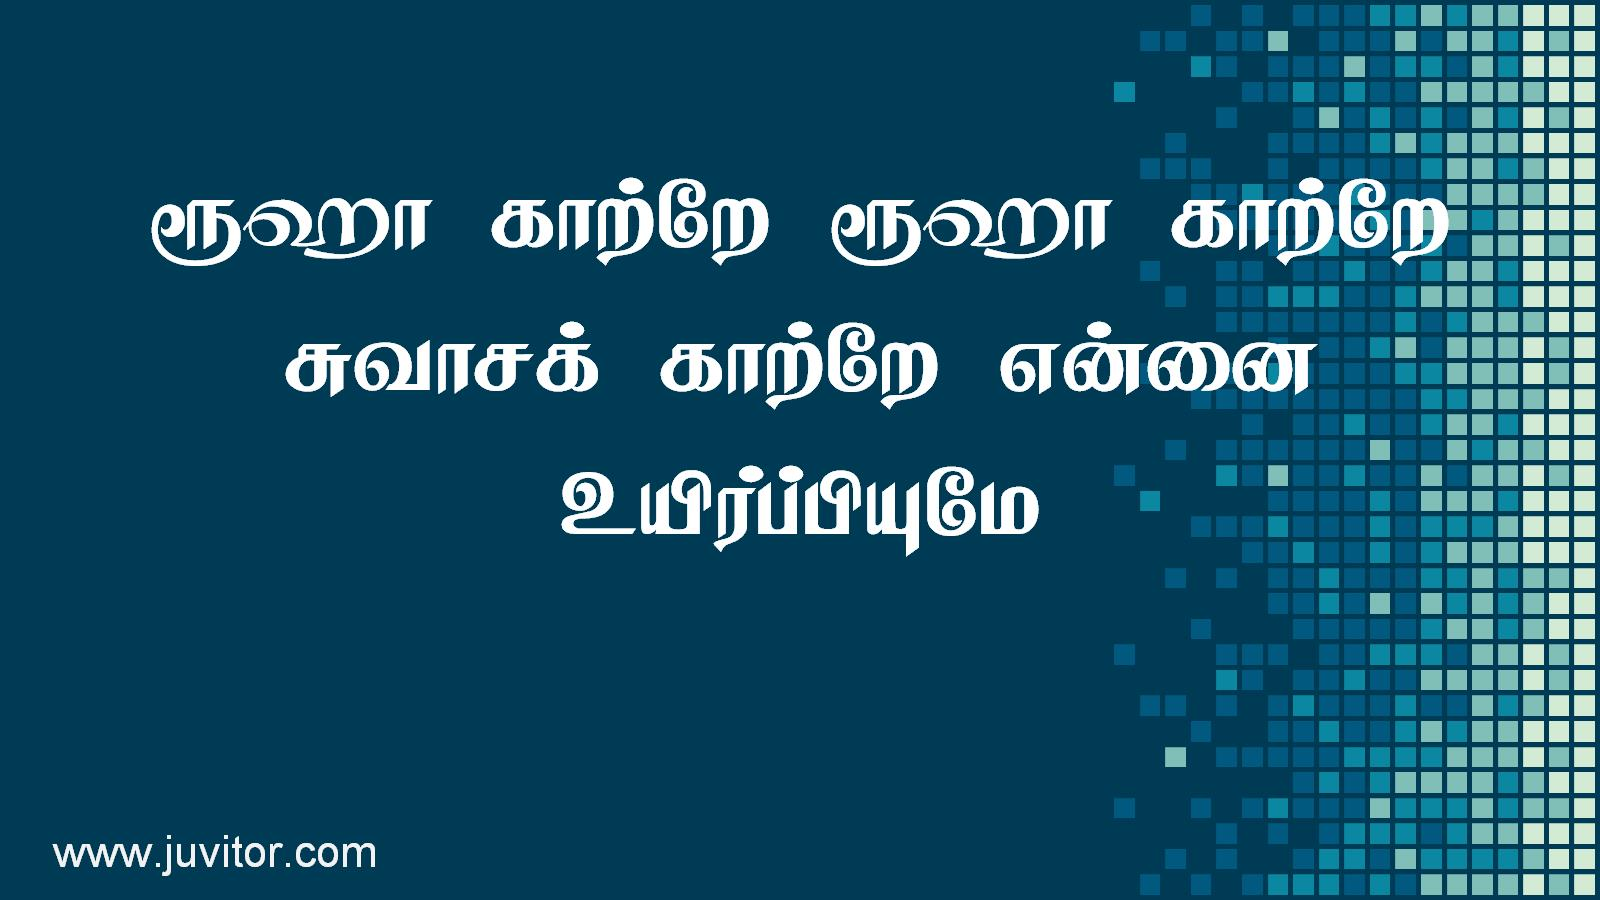 ரூஹா காற்றே ரூஹா காற்றே
சுவாசக் காற்றே என்னை
உயிர்ப்பியுமே
www.juvitor.com